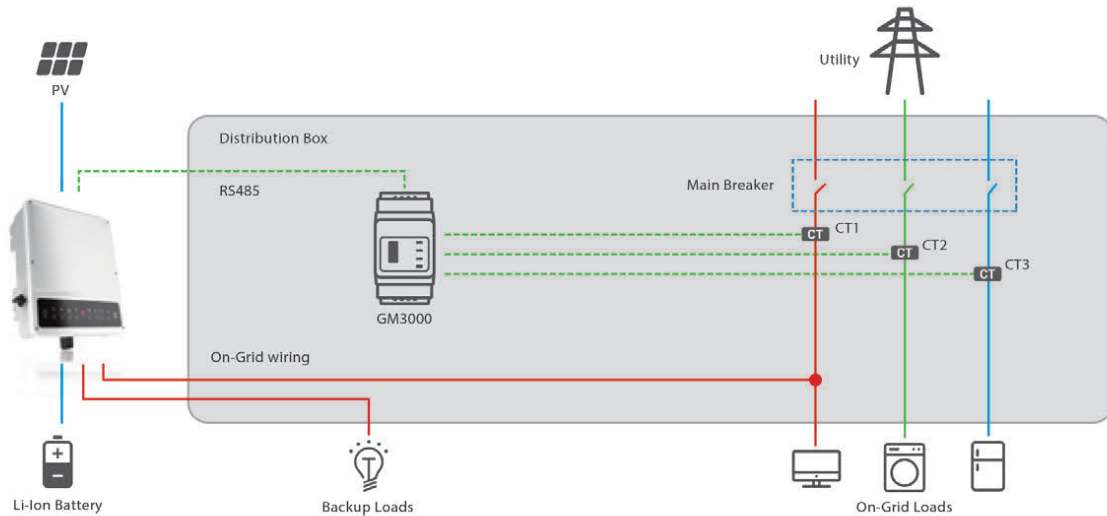 PV
Utility
Distribution Box
RS485
Main Breaker
CT CT1
CT CT2
CT CT3
GM3000
On-Grid wiring
Li-Ion Battery
Backup Loads
On-Grid Loads